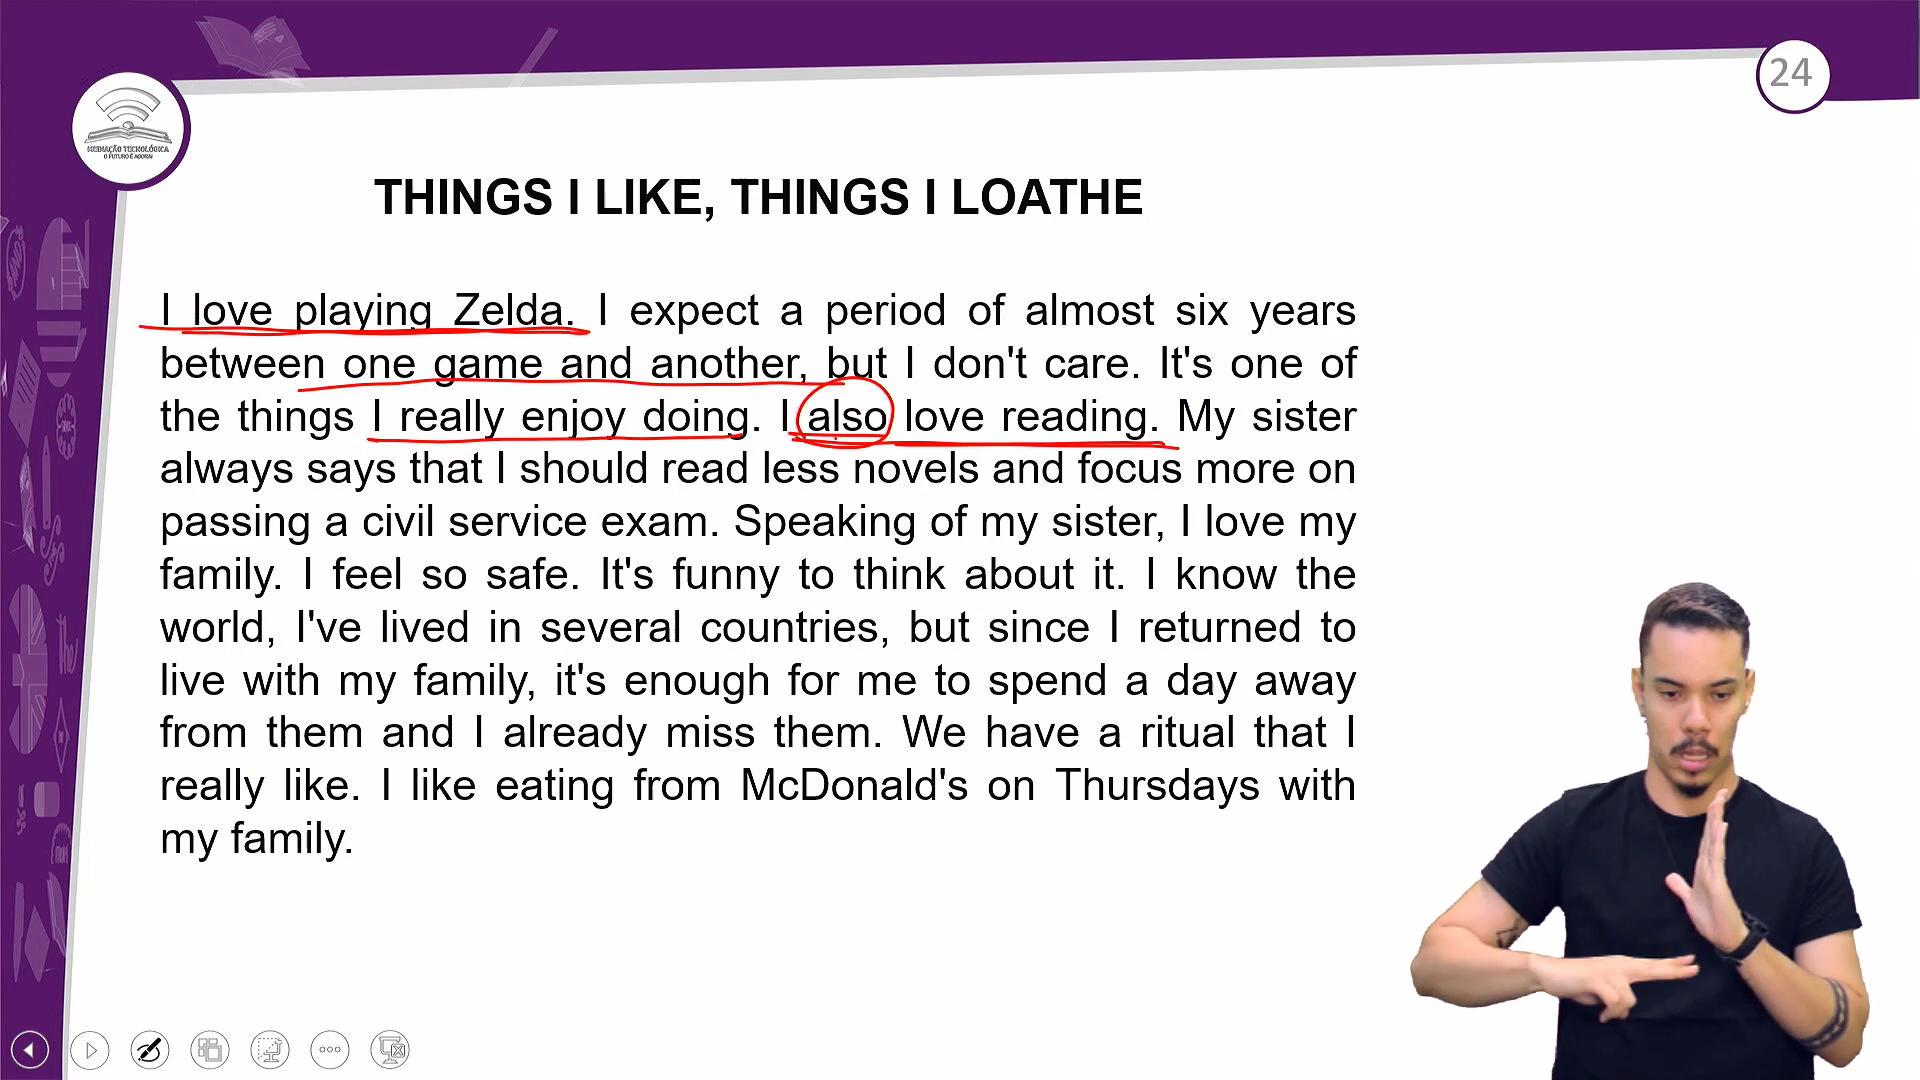 24
MEDIAÇÃO TECNOLÓGICA
O FUTURO É AGORA!
THINGS I LIKE, THINGS I LOATHE
I love playing Zelda. I expect a period of almost six years
between one game and another, but I don't care. It's one of
the things I really enjoy doing. I also love reading. My sister
always says that I should read less novels and focus more on
passing a civil service exam. Speaking of my sister, I love my
family. I feel so safe. It's funny to think about it. I know the
world, I've lived in several countries, but since I returned to
live with my family, it's enough for me to spend a day away
from them and I already miss them. We have a ritual that I
really like. I like eating from McDonald's on Thursdays with
my family.